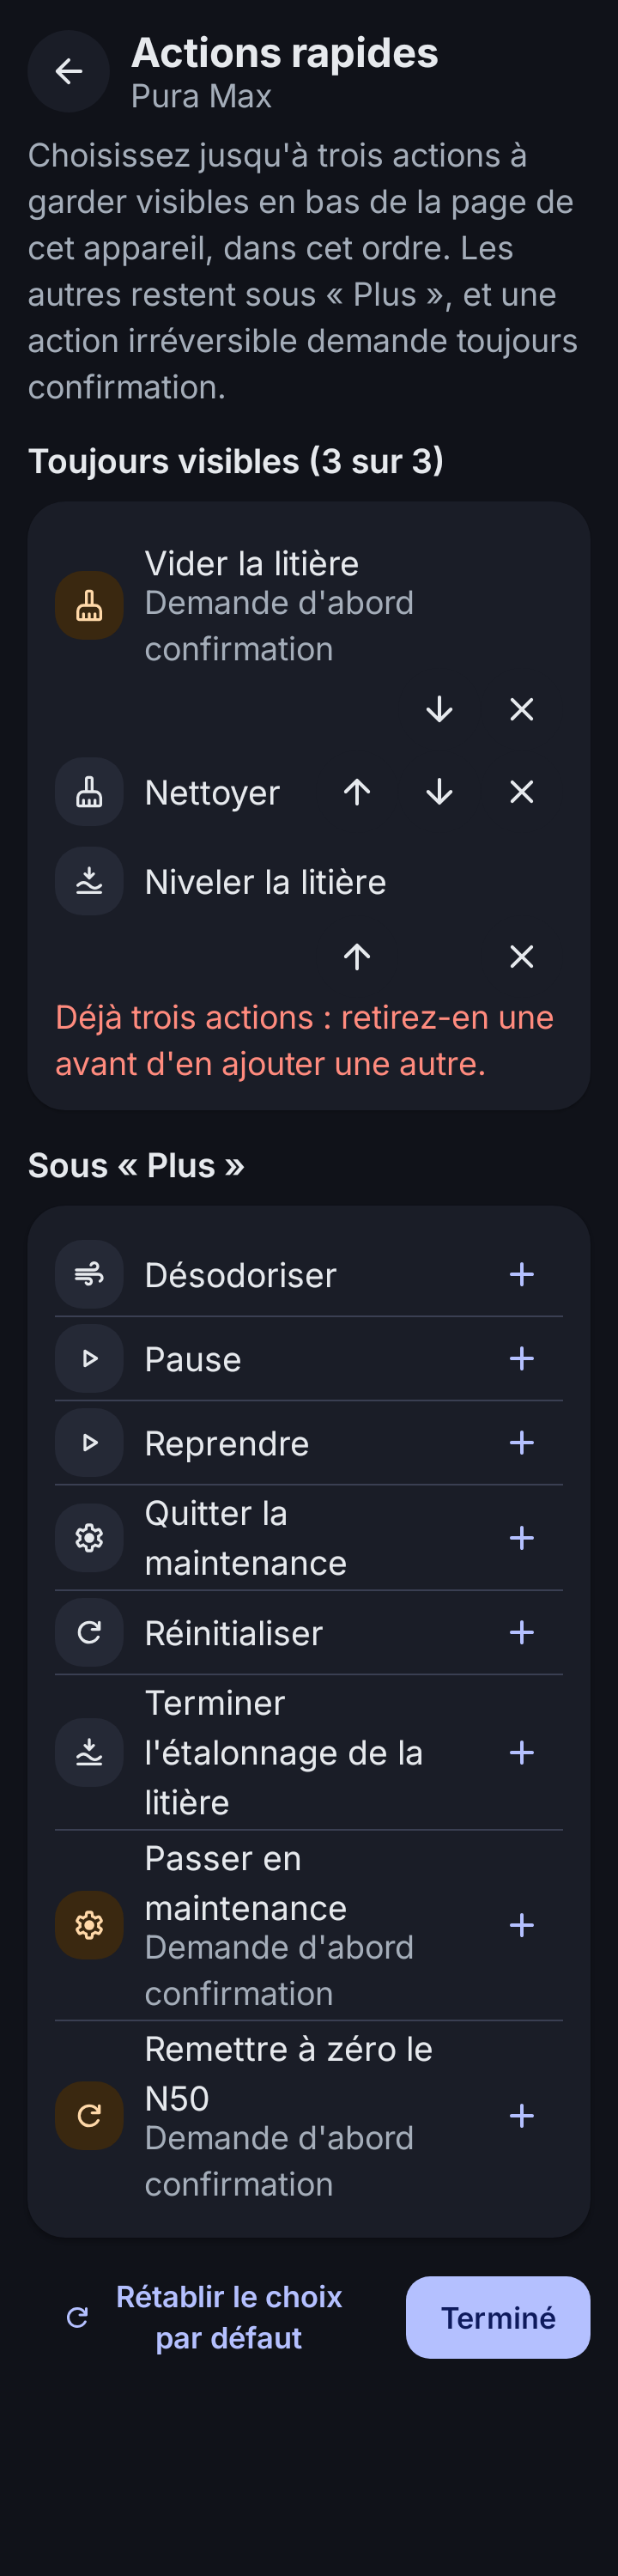 Actions rapides
Pura Max
Choisissez jusqu'à trois actions à
garder visibles en bas de la page de
cet appareil, dans cet ordre. Les
autres restent sous « Plus », et une
action irréversible demande toujours
confirmation.
Toujours visibles (3 sur 3)
Vider la litière
Demande d'abord
confirmation
Nettoyer
Niveler la litière
Déjà trois actions : retirez-en une
avant d'en ajouter une autre.
Sous « Plus »
Désodoriser
Pause
Reprendre
Quitter la
maintenance
Réinitialiser
Terminer
l'étalonnage de la
litière
Passer en
maintenance
Demande d'abord
confirmation
Remettre à zéro le
N50
Demande d'abord
confirmation
Rétablir le choix
par défaut
Terminé